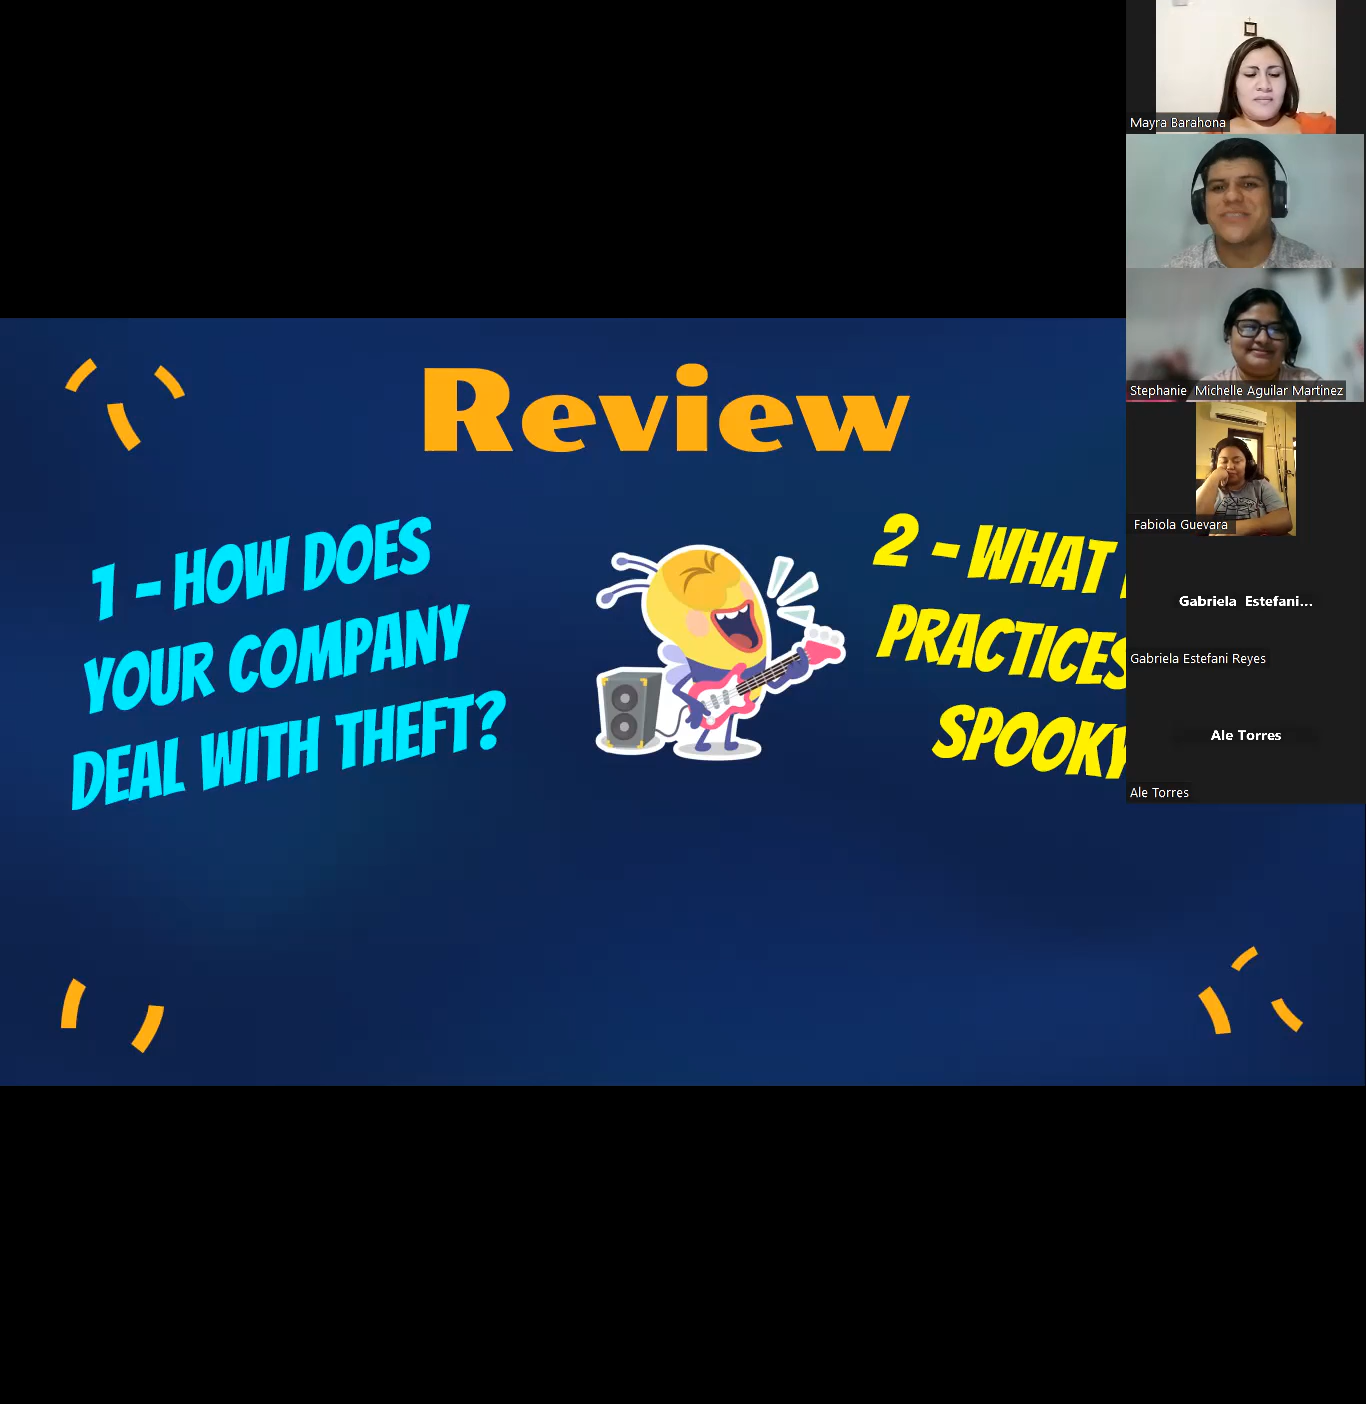 Mayra Barahona
Stephanie Michelle Aguilar Martinez
Fabiola Guevara
Gabriela Estefani...
Gabriela Estefani Reyes
Ale Torres
Ale Torres
Review
1 - HOW DOES
YOUR COMPANY
DEAL WITH THEFT?
2 - WHAT
PRACTICES
SPOOKY